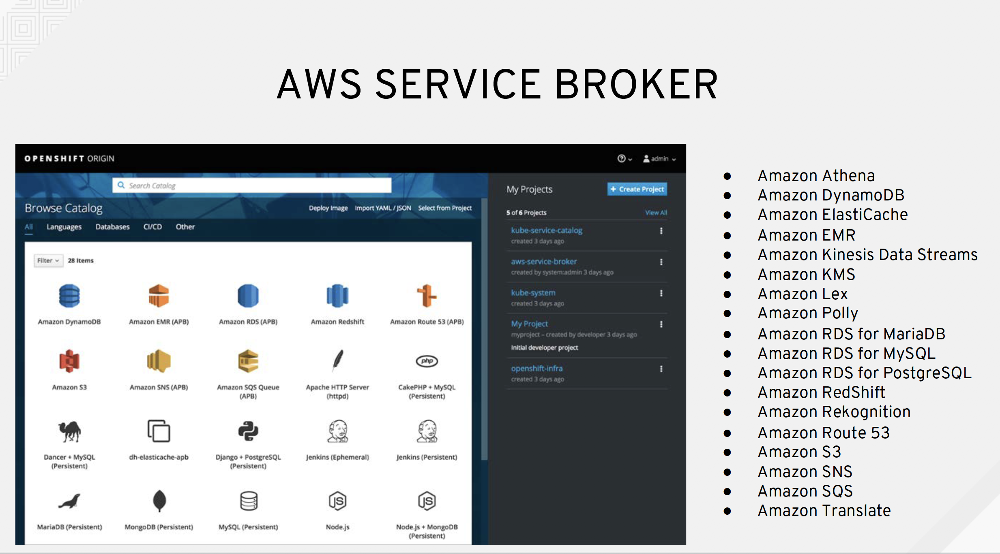 AWS SERVICE BROKER
OPENSHIFT ORIGIN
admin
Search Catalog
Browse Catalog
Deploy Image Import YAML / JSON Select from Project
All Languages Databases CI/CD Other
Filter 28 Items
Amazon DynamoDB
Amazon EMR (APB)
Amazon RDS (APB)
Amazon Redshift
Amazon Route 53 (APB)
Amazon S3
Amazon SNS (APB)
Amazon SQS Queue
(APB)
Apache HTTP Server
(httpd)
php
CakePHP + MySQL
(Persistent)
Dancer + MySQL
(Persistent)
dh-elasticache-apb
Django + PostgreSQL
(Persistent)
Jenkins (Ephemeral)
Jenkins (Persistent)
MariaDB (Persistent)
MongoDB (Persistent)
MySQL (Persistent)
JS
Node.js
JS
Node.js + MongoDB
(Persistent)
My Projects
+ Create Project
5 of 6 Projects View All
kube-service-catalog
created 3 days ago
aws-service-broker
created by system:admin 3 days ago
kube-system
created 3 days ago
My Project
myproject – created by developer 3 days ago
Initial developer project
openshift-infra
created 3 days ago
● Amazon Athena
● Amazon DynamoDB
● Amazon ElastiCache
● Amazon EMR
● Amazon Kinesis Data Streams
● Amazon KMS
● Amazon Lex
● Amazon Polly
● Amazon RDS for MariaDB
● Amazon RDS for MySQL
● Amazon RDS for PostgreSQL
● Amazon RedShift
● Amazon Rekognition
● Amazon Route 53
● Amazon S3
● Amazon SNS
● Amazon SQS
● Amazon Translate